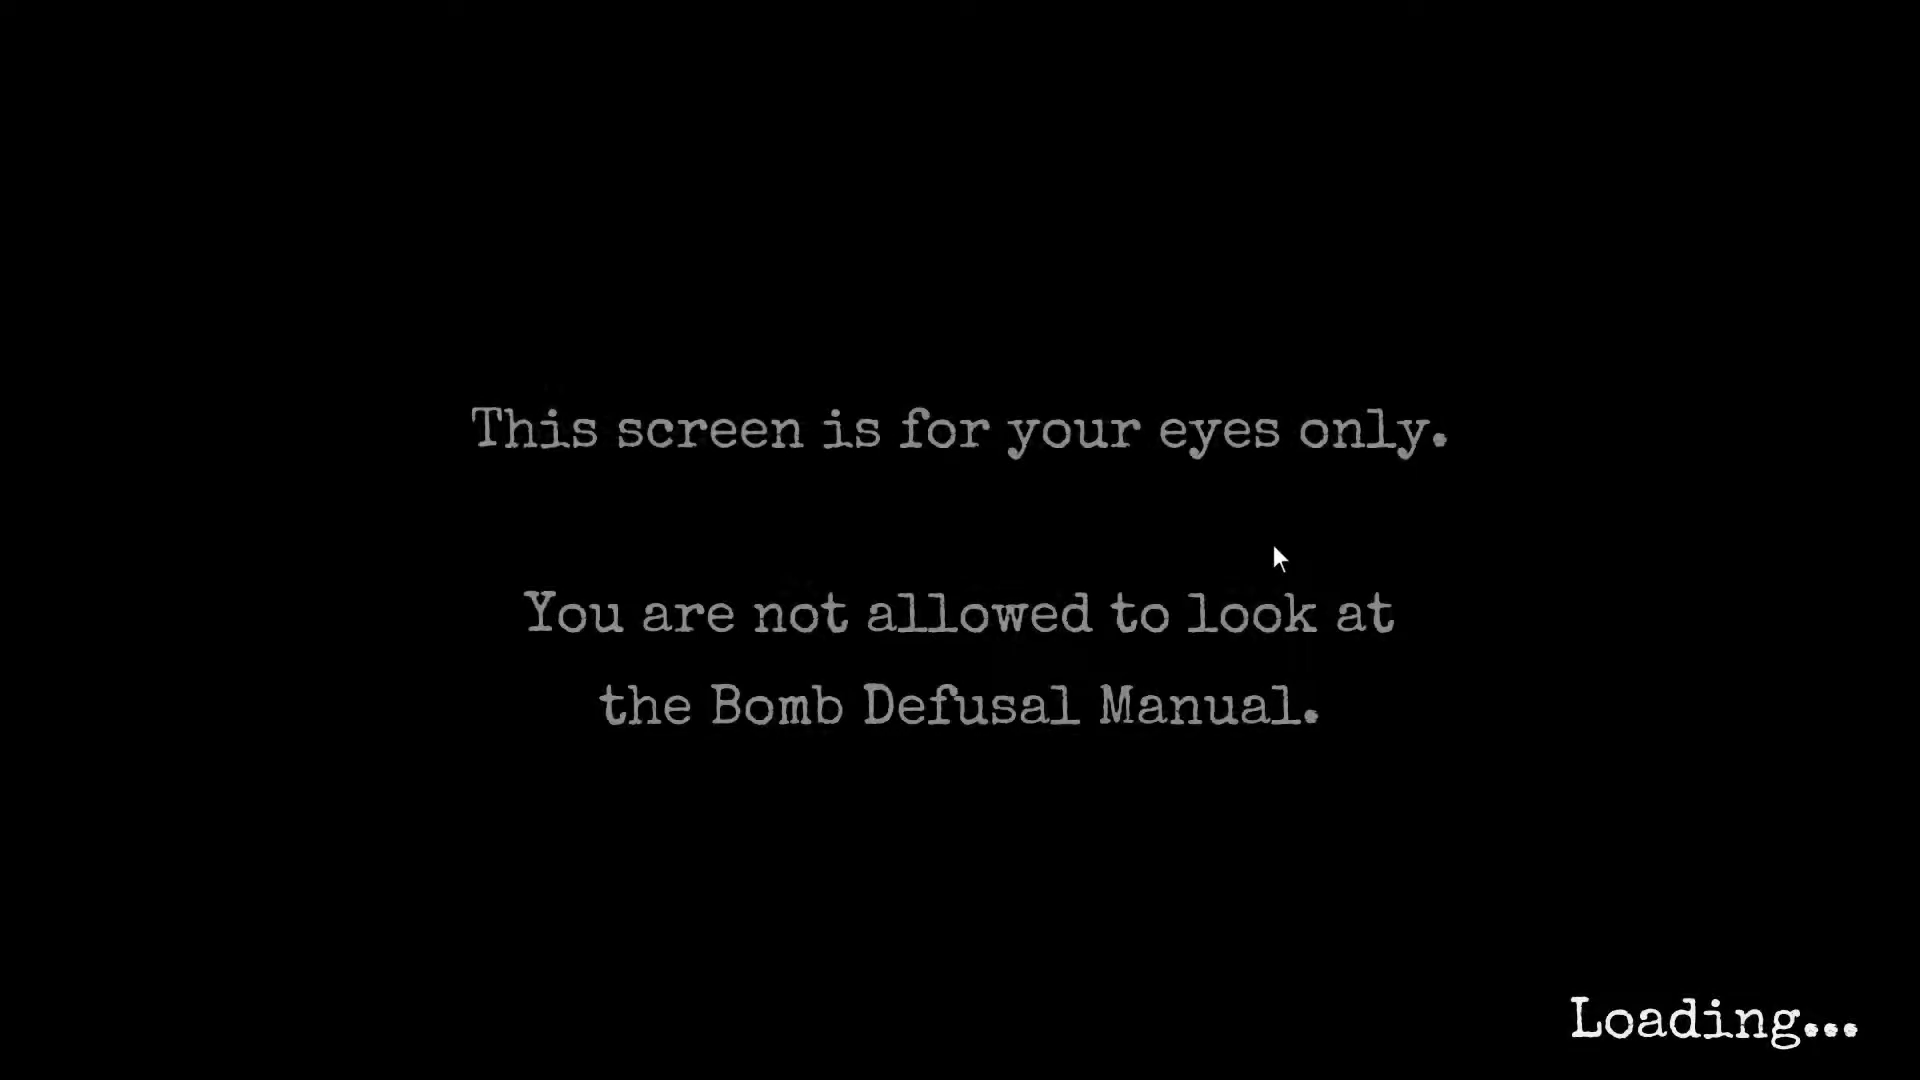 This screen is for your eyes only.
You are not allowed to look at
the Bomb Defusal Manual.
Loading...